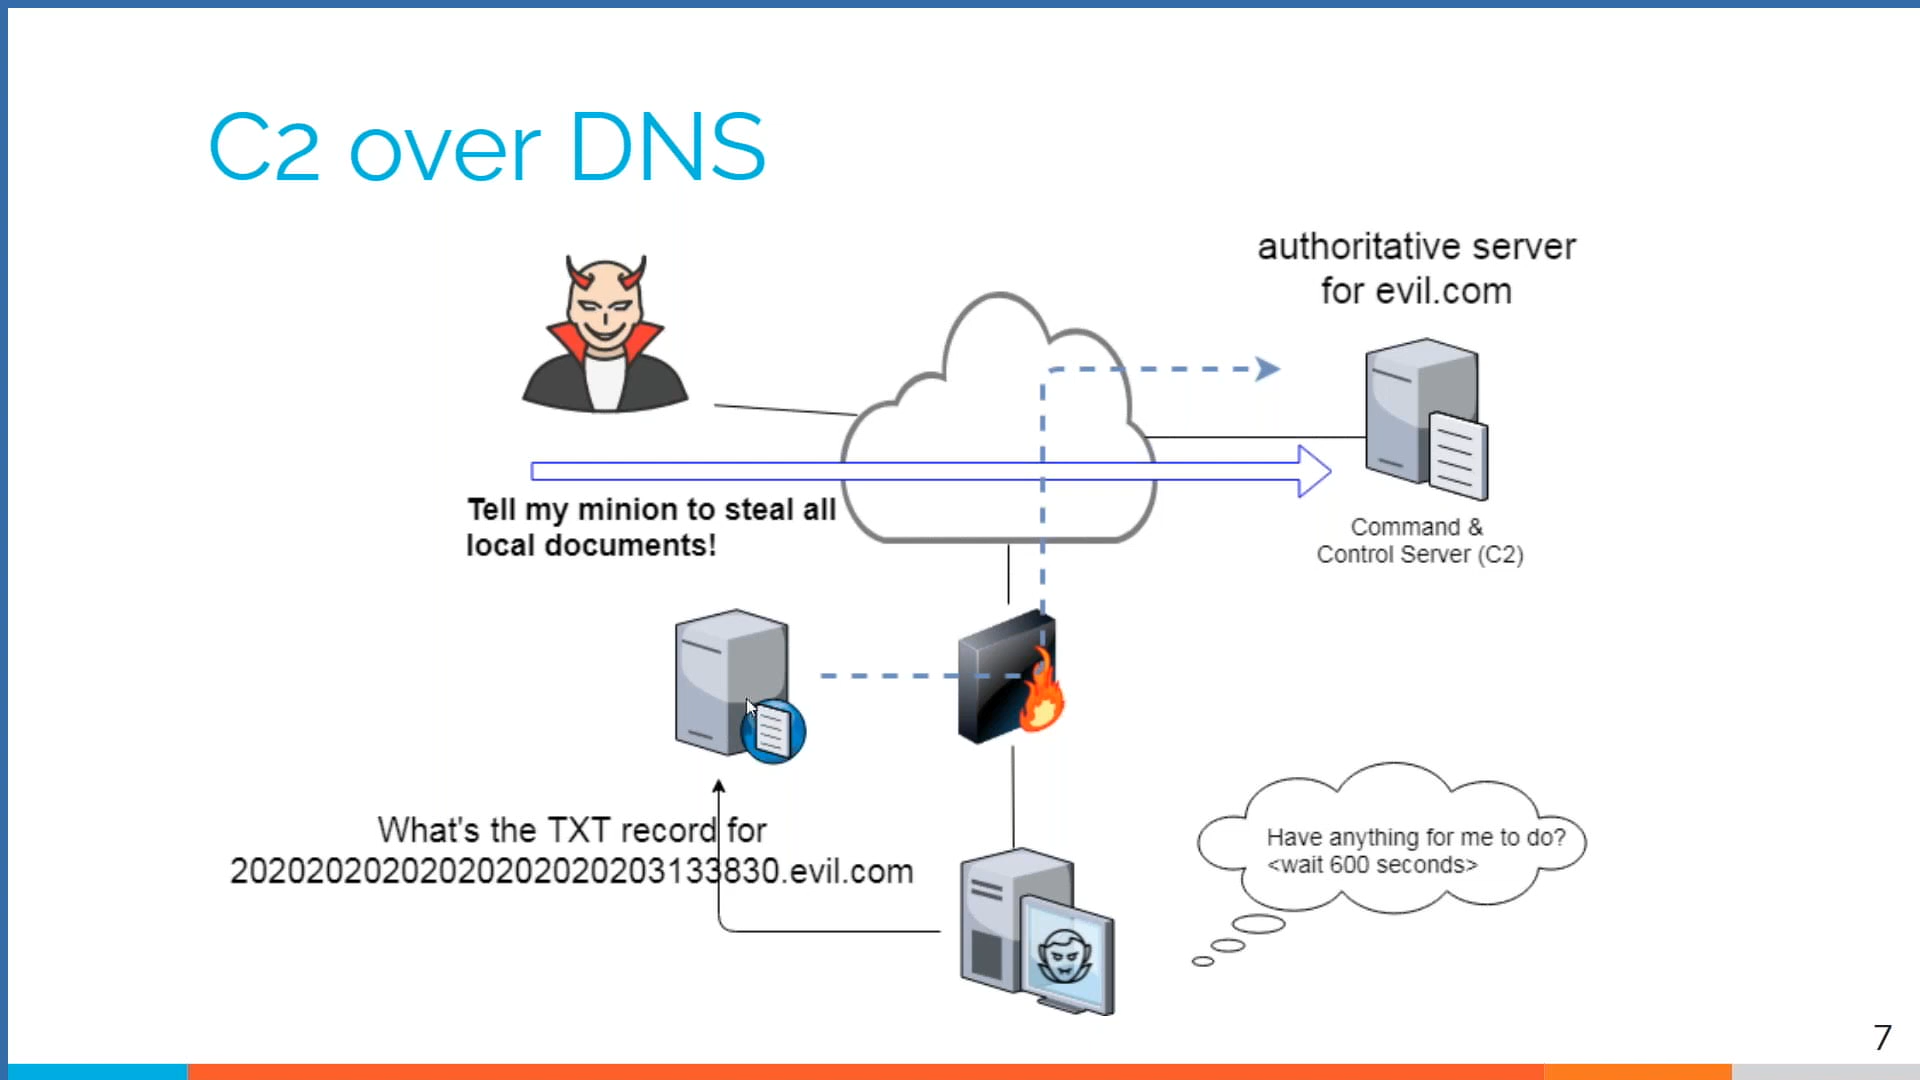 C2 over DNS
authoritative server
for evil.com
Tell my minion to steal all
local documents!
Command &
Control Server (C2)
What's the TXT record for
2020202020202020202020203133830.evil.com
Have anything for me to do?
<wait 600 seconds>
7